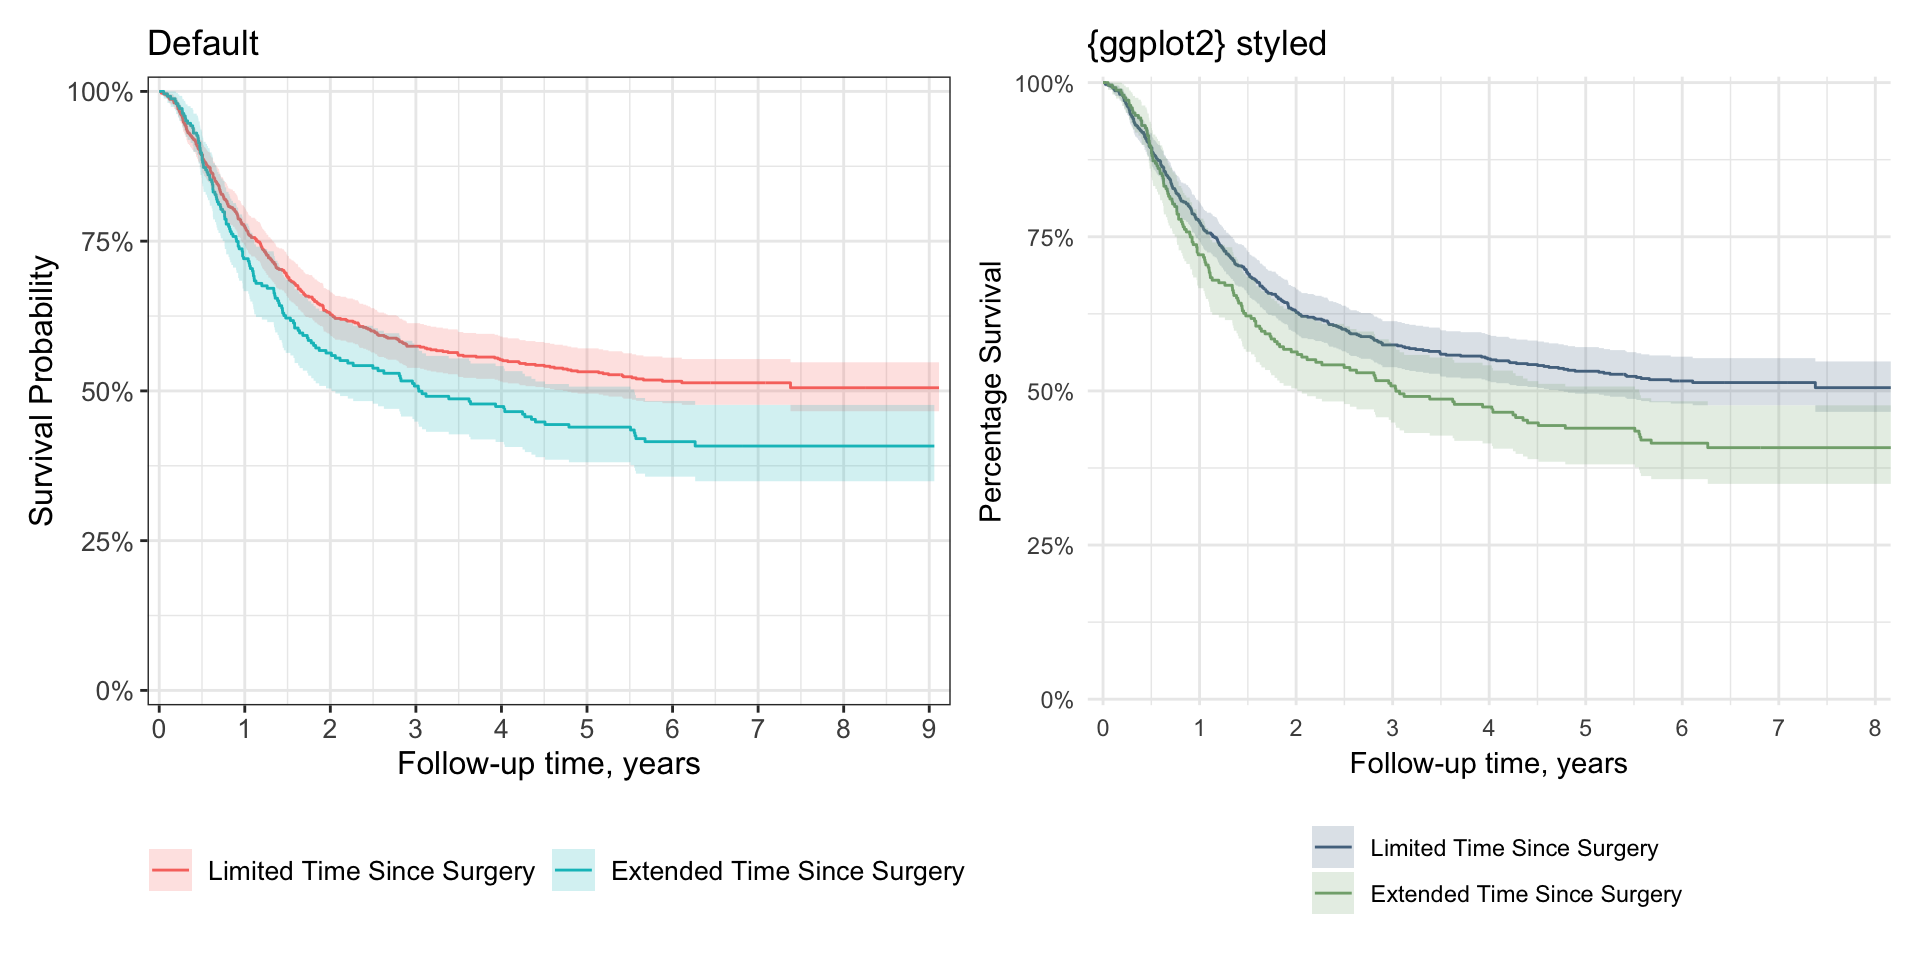 Default
Survival Probability
100%
75%
50%
25%
0%
0 1 2 3 4 5 6 7 8 9
Follow-up time, years
Limited Time Since Surgery
Extended Time Since Surgery
{ggplot2} styled
Percentage Survival
100%
75%
50%
25%
0%
0 1 2 3 4 5 6 7 8
Follow-up time, years
Limited Time Since Surgery
Extended Time Since Surgery